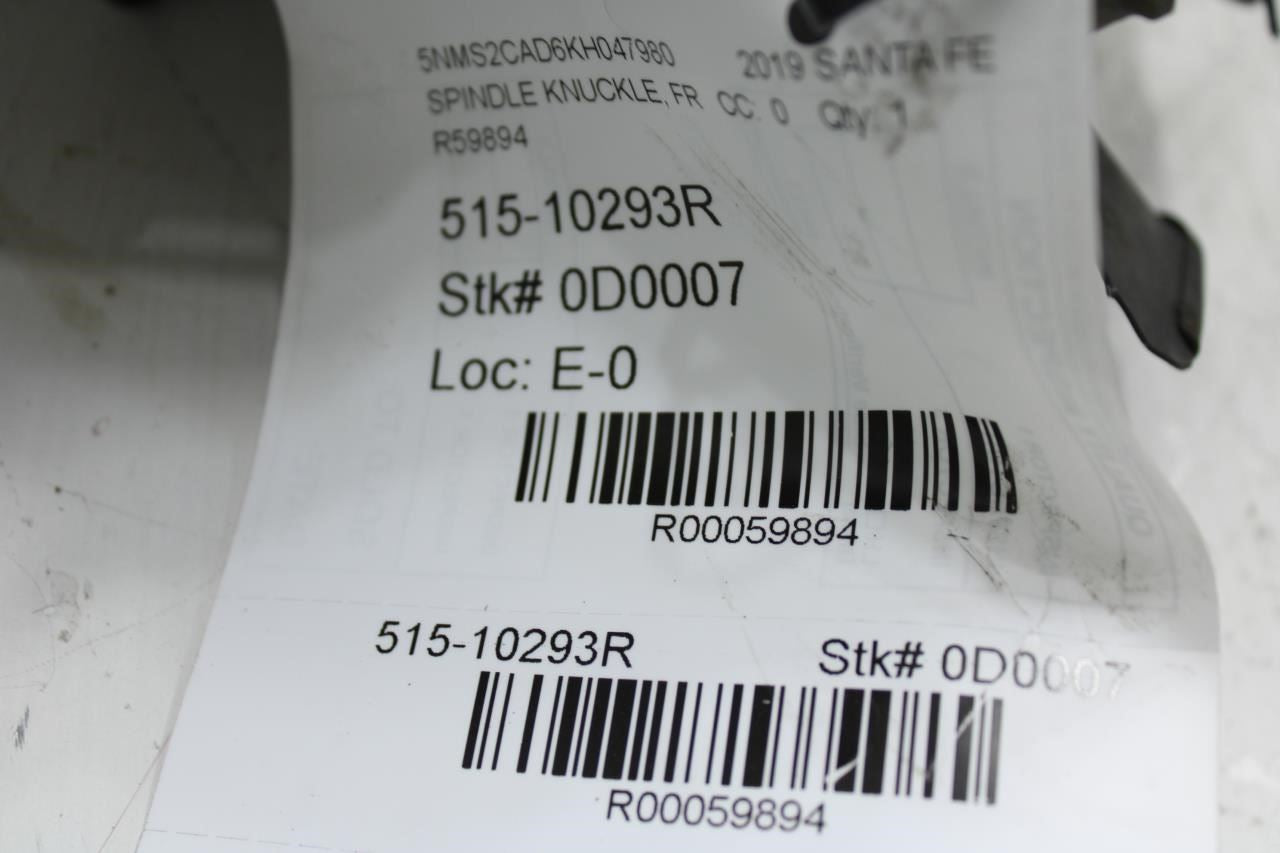 5NMS2CAD6KH047980 2019 SANTA FE
SPINDLE KNUCKLE, FR CC: 0 Qty: 1
R59894
515-10293R
Stk# 0D0007
Loc: E-0
R00059894
515-10293R Stk# 0D0007
R00059894